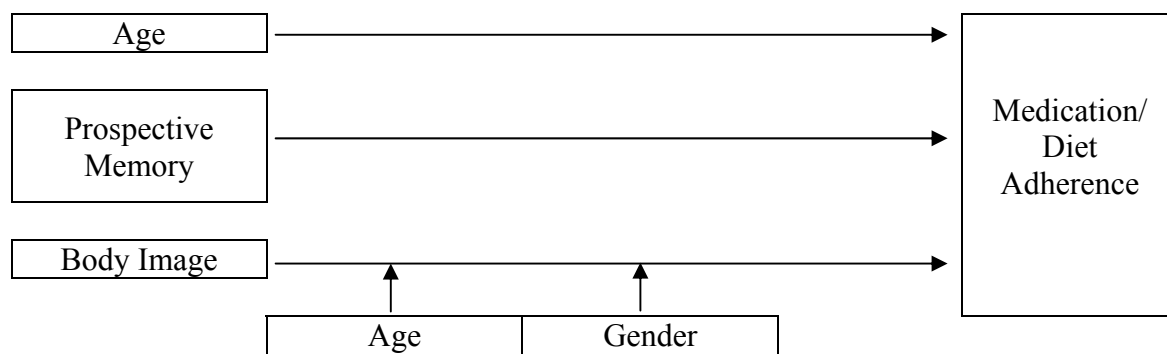 Age
Prospective
Memory
Medication/
Diet
Adherence
Body Image
Age
Gender